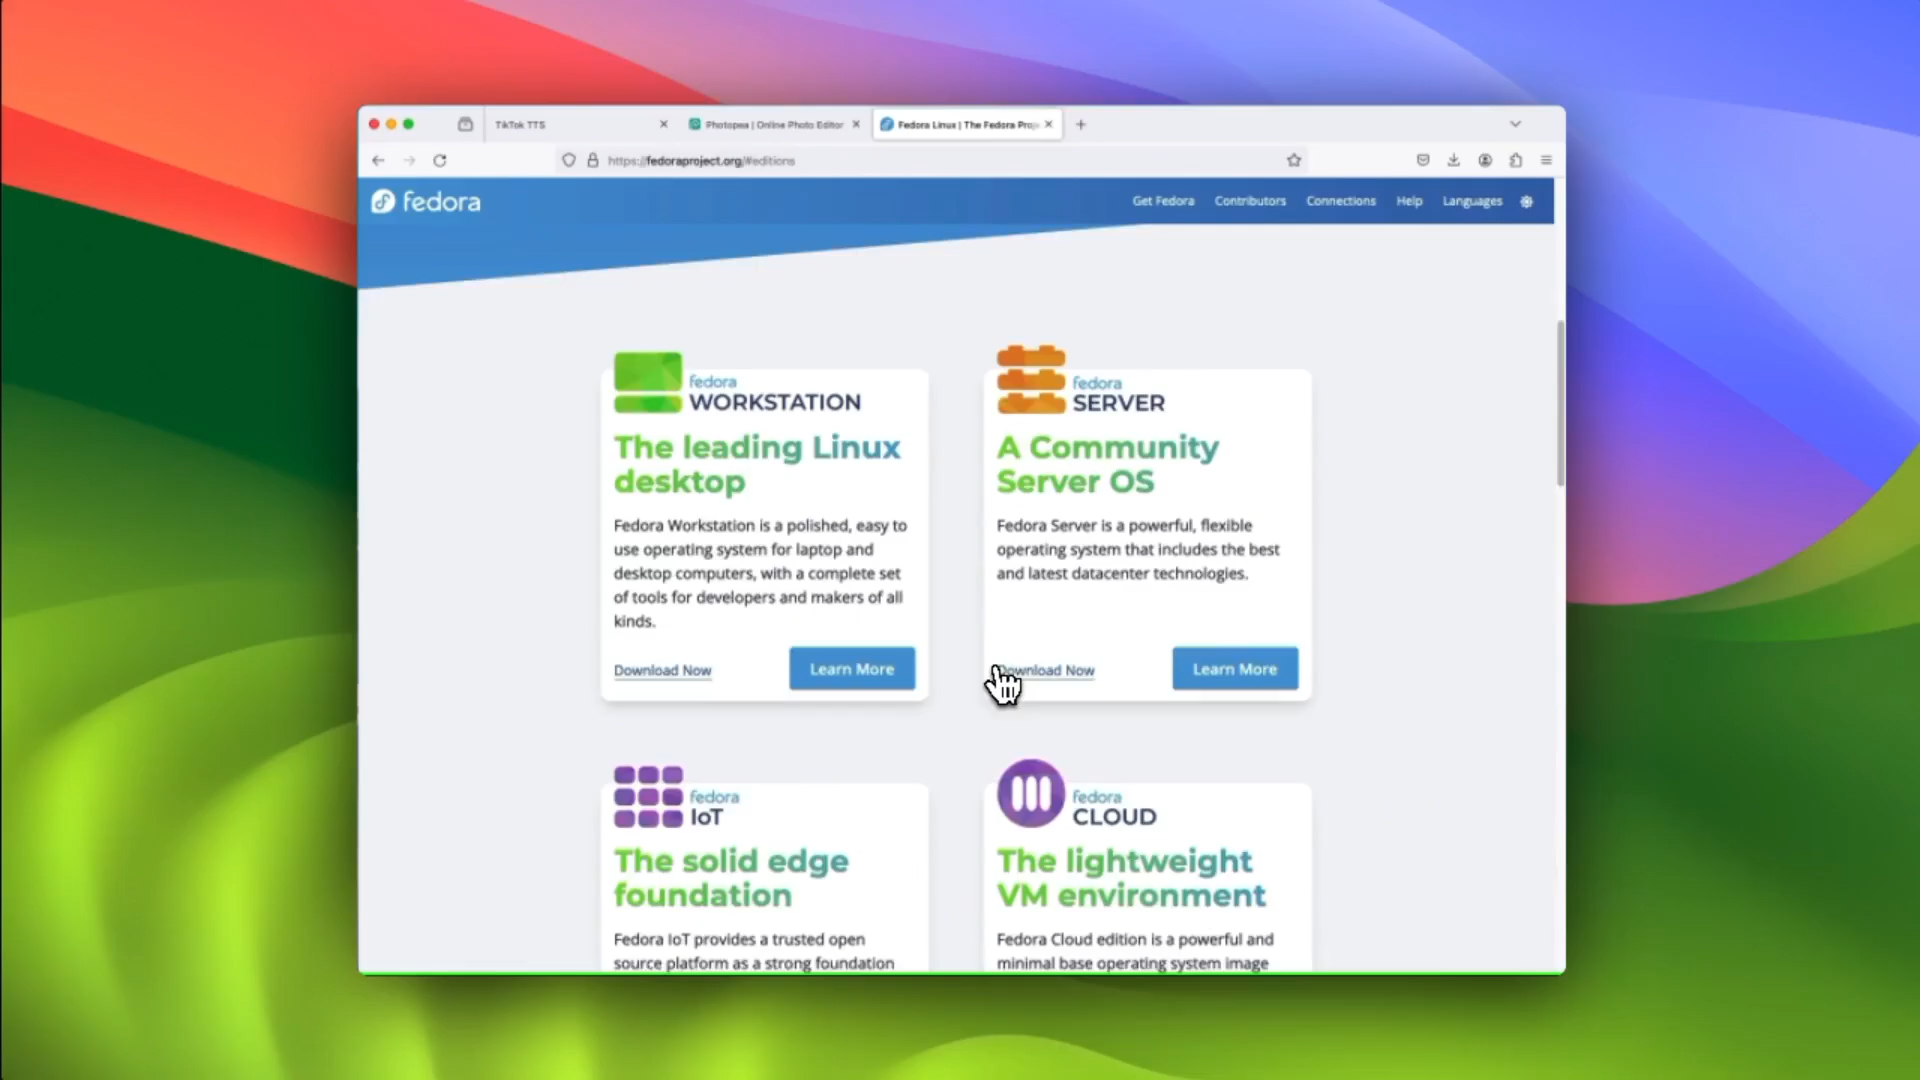 TikTok TTS
Photopea | Online Photo Editor
Fedora Linux | The Fedora Proj
https://fedoraproject.org/#editions
fedora
Get Fedora
Contributors
Connections
Help
Languages
fedora
WORKSTATION
The leading Linux
desktop
Fedora Workstation is a polished, easy to
use operating system for laptop and
desktop computers, with a complete set
of tools for developers and makers of all
kinds.
Download Now
Learn More
fedora
SERVER
A Community
Server OS
Fedora Server is a powerful, flexible
operating system that includes the best
and latest datacenter technologies.
Download Now
Learn More
fedora
IoT
The solid edge
foundation
Fedora IoT provides a trusted open
source platform as a strong foundation
fedora
CLOUD
The lightweight
VM environment
Fedora Cloud edition is a powerful and
minimal base operating system image